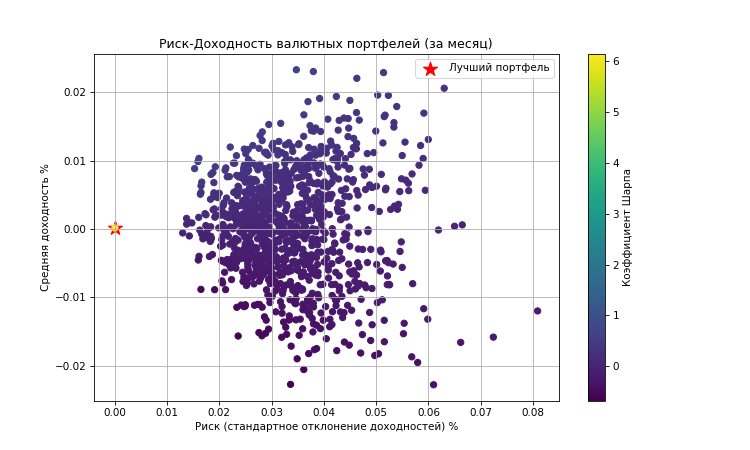 Риск-Доходность валютных портфелей (за месяц)
Лучший портфель
Средняя доходность %
0.02
0.01
0.00
−0.01
−0.02
0.00 0.01 0.02 0.03 0.04 0.05 0.06 0.07 0.08
Риск (стандартное отклонение доходностей) %
6
5
4
3
2
1
0
Коэффициент Шарпа